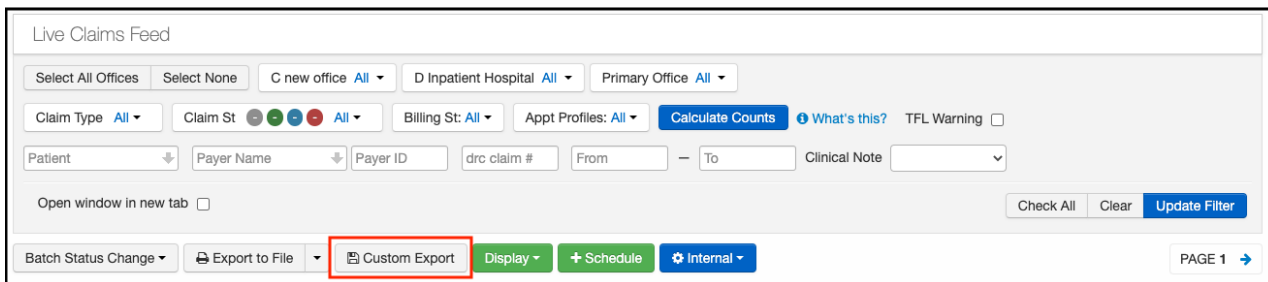 Live Claims Feed
Select All Offices Select None C new office All D Inpatient Hospital All Primary Office All
Claim Type All Claim St - - - - All Billing St: All Appt Profiles: All Calculate Counts What's this? TFL Warning
Patient Payer Name Payer ID drc claim # From — To Clinical Note
Open window in new tab Check All Clear Update Filter
Batch Status Change Export to File Custom Export Display + Schedule Internal PAGE 1